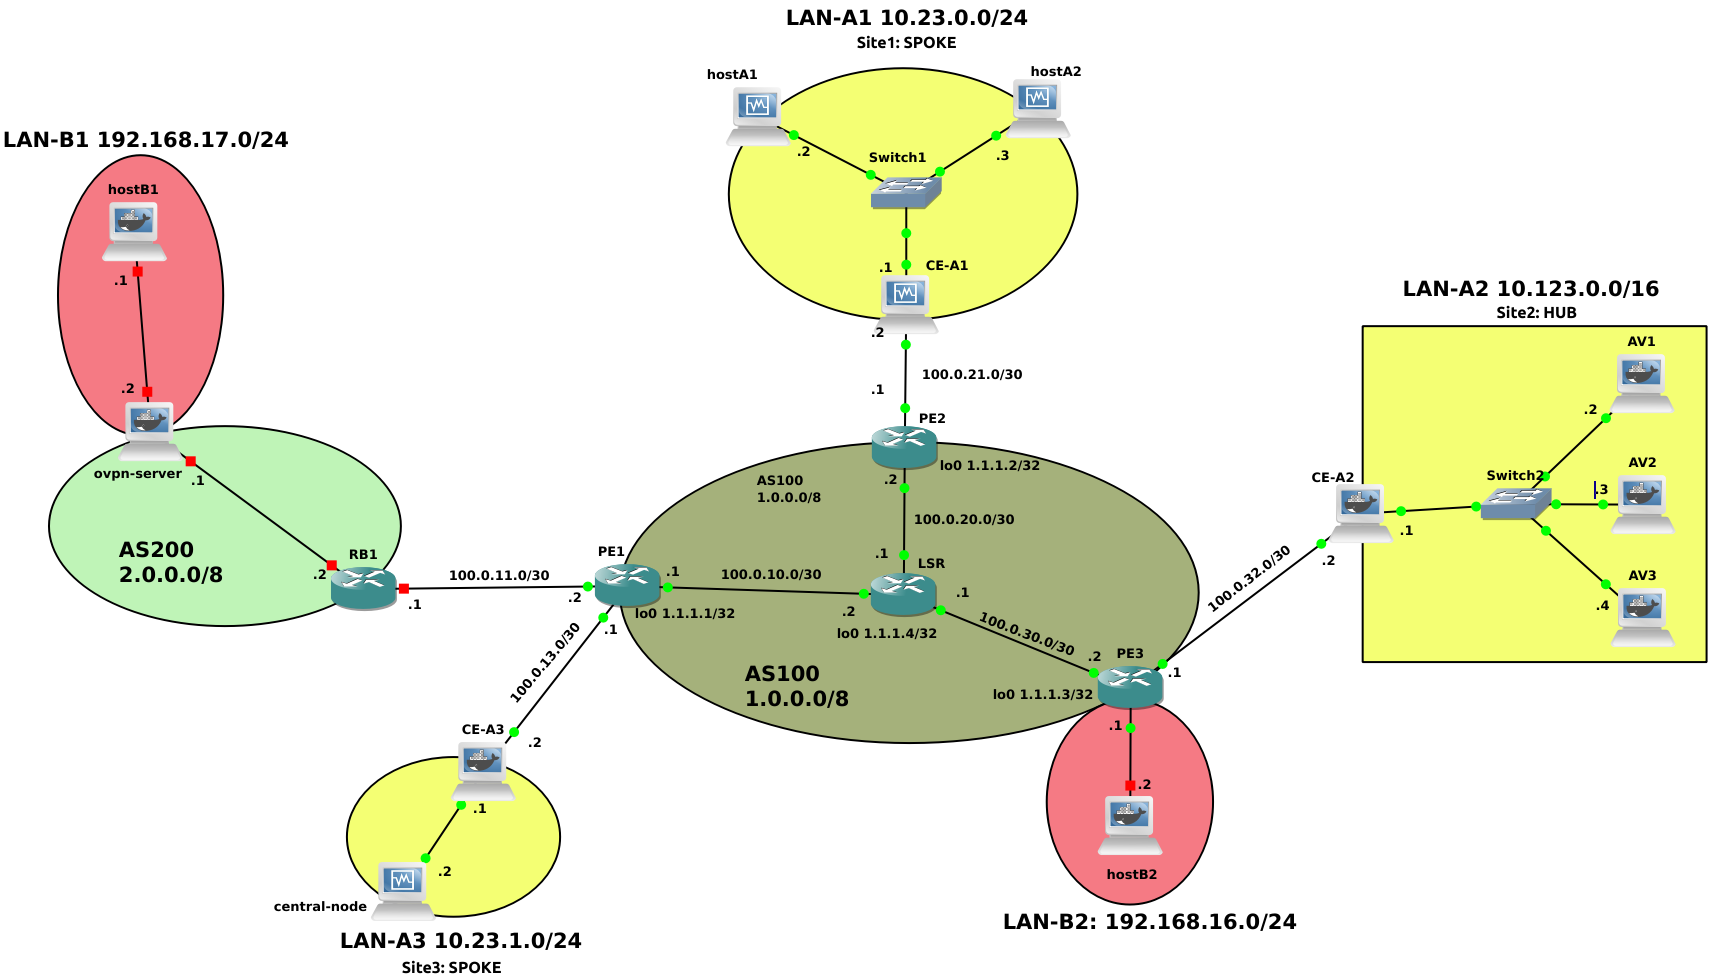 LAN-A1 10.23.0.0/24
Site1: SPOKE
hostA1
hostA2
.2
.3
Switch1
.1
CE-A1
.2
100.0.21.0/30
.1
LAN-B1 192.168.17.0/24
hostB1
.1
.2
ovpn-server
.1
AS200
2.0.0.0/8
RB1
.2
.1
100.0.11.0/30
.2
PE1
.1
lo0 1.1.1.1/32
.1
100.0.10.0/30
PE2
lo0 1.1.1.2/32
.2
AS100
1.0.0.0/8
100.0.20.0/30
.1
LSR
.1
.2
lo0 1.1.1.4/32
100.0.30.0/30
AS100
1.0.0.0/8
.2
PE3
lo0 1.1.1.3/32
.1
.1
100.0.32.0/30
.2
CE-A2
.1
LAN-A2 10.123.0.0/16
Site2: HUB
AV1
.2
Switch2
AV2
.3
AV3
.4
100.0.13.0/30
CE-A3
.2
.1
.2
central-node
LAN-A3 10.23.1.0/24
Site3: SPOKE
.2
hostB2
LAN-B2: 192.168.16.0/24